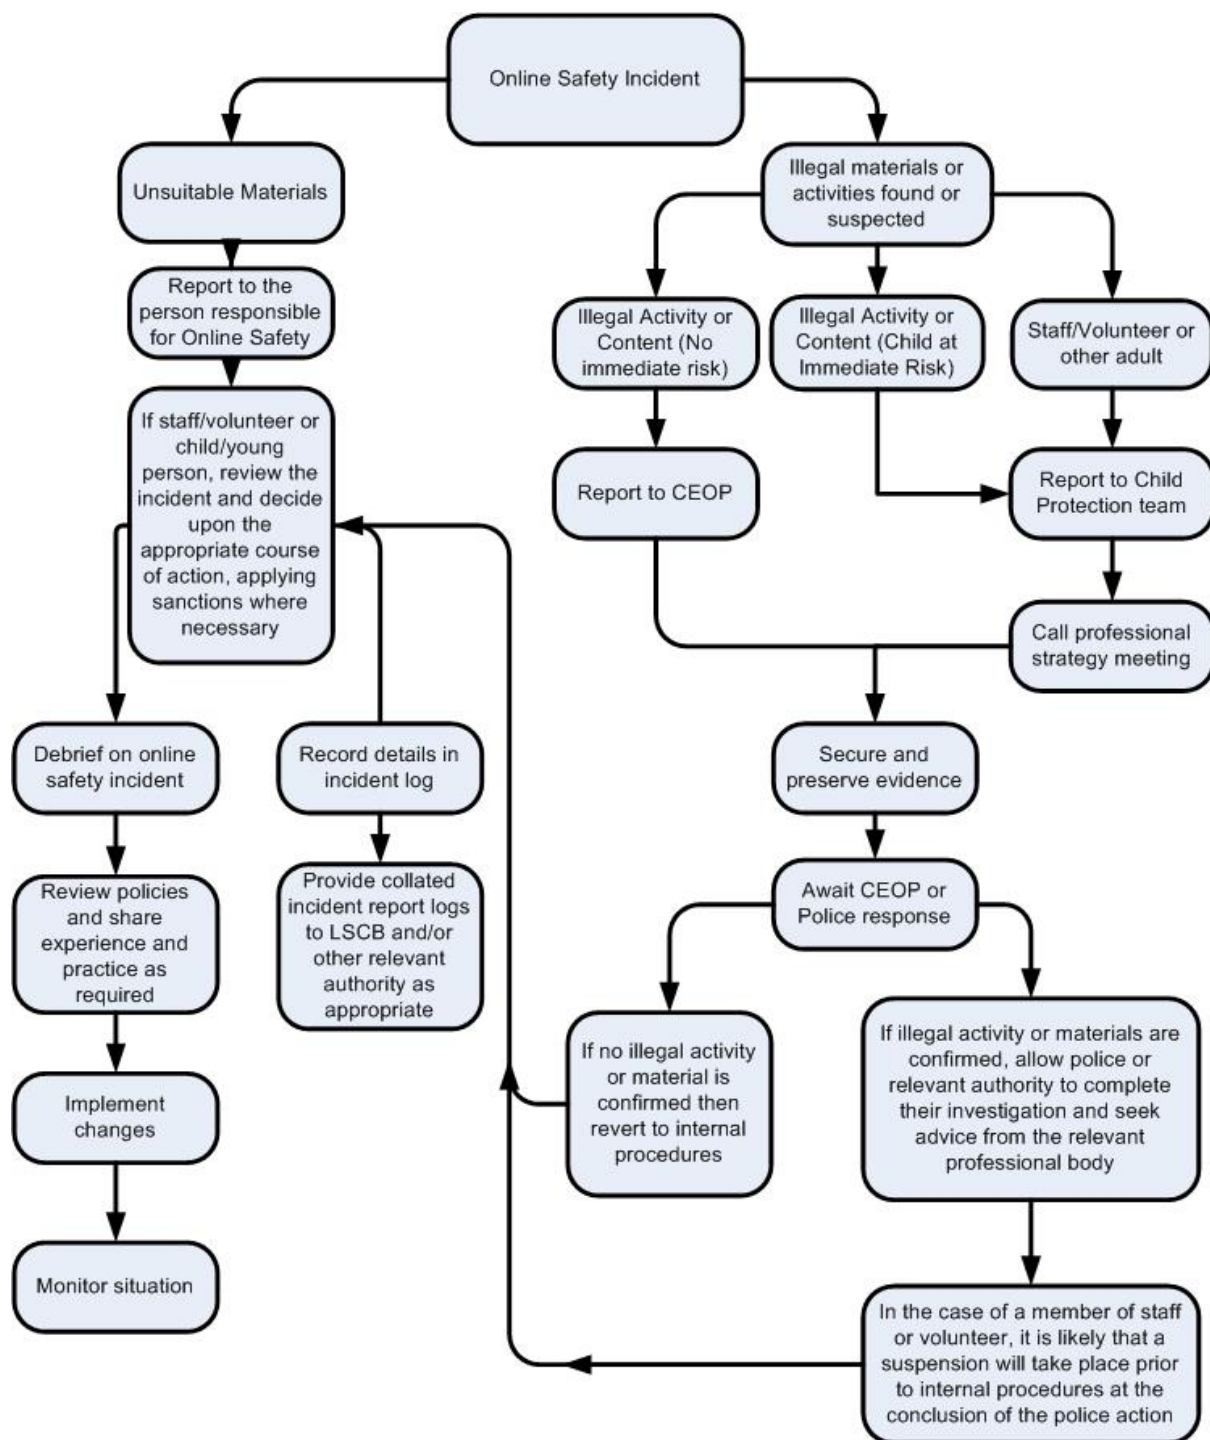 Online Safety Incident
Unsuitable Materials
Illegal materials or
activities found or
suspected
Report to the
person responsible
for Online Safety
Illegal Activity or
Content (No
immediate risk)
Illegal Activity or
Content (Child at
Immediate Risk)
Staff/Volunteer or
other adult
If staff/volunteer or
child/young
person, review the
incident and decide
upon the
appropriate course
of action, applying
sanctions where
necessary
Report to CEOP
Report to Child
Protection team
Call professional
strategy meeting
Debrief on online
safety incident
Record details in
incident log
Secure and
preserve evidence
Review policies
and share
experience and
practice as
required
Provide collated
incident report logs
to LSCB and/or
other relevant
authority as
appropriate
Await CEOP or
Police response
If no illegal activity
or material is
confirmed then
revert to internal
procedures
If illegal activity or materials are
confirmed, allow police or
relevant authority to complete
their investigation and seek
advice from the relevant
professional body
Implement
changes
Monitor situation
In the case of a member of staff
or volunteer, it is likely that a
suspension will take place prior
to internal procedures at the
conclusion of the police action